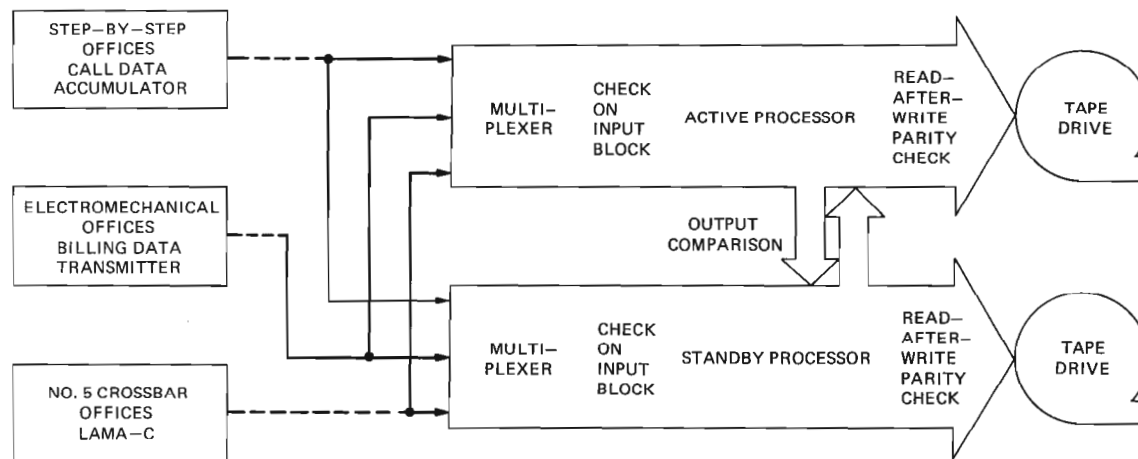 STEP–BY–STEP
OFFICES
CALL DATA
ACCUMULATOR
MULTI–
PLEXER
CHECK
ON
INPUT
BLOCK
ACTIVE PROCESSOR
READ–
AFTER–
WRITE
PARITY
CHECK
TAPE
DRIVE
ELECTROMECHANICAL
OFFICES
BILLING DATA
TRANSMITTER
OUTPUT
COMPARISON
NO. 5 CROSSBAR
OFFICES
LAMA–C
MULTI–
PLEXER
CHECK
ON
INPUT
BLOCK
STANDBY PROCESSOR
READ–
AFTER–
WRITE
PARITY
CHECK
TAPE
DRIVE